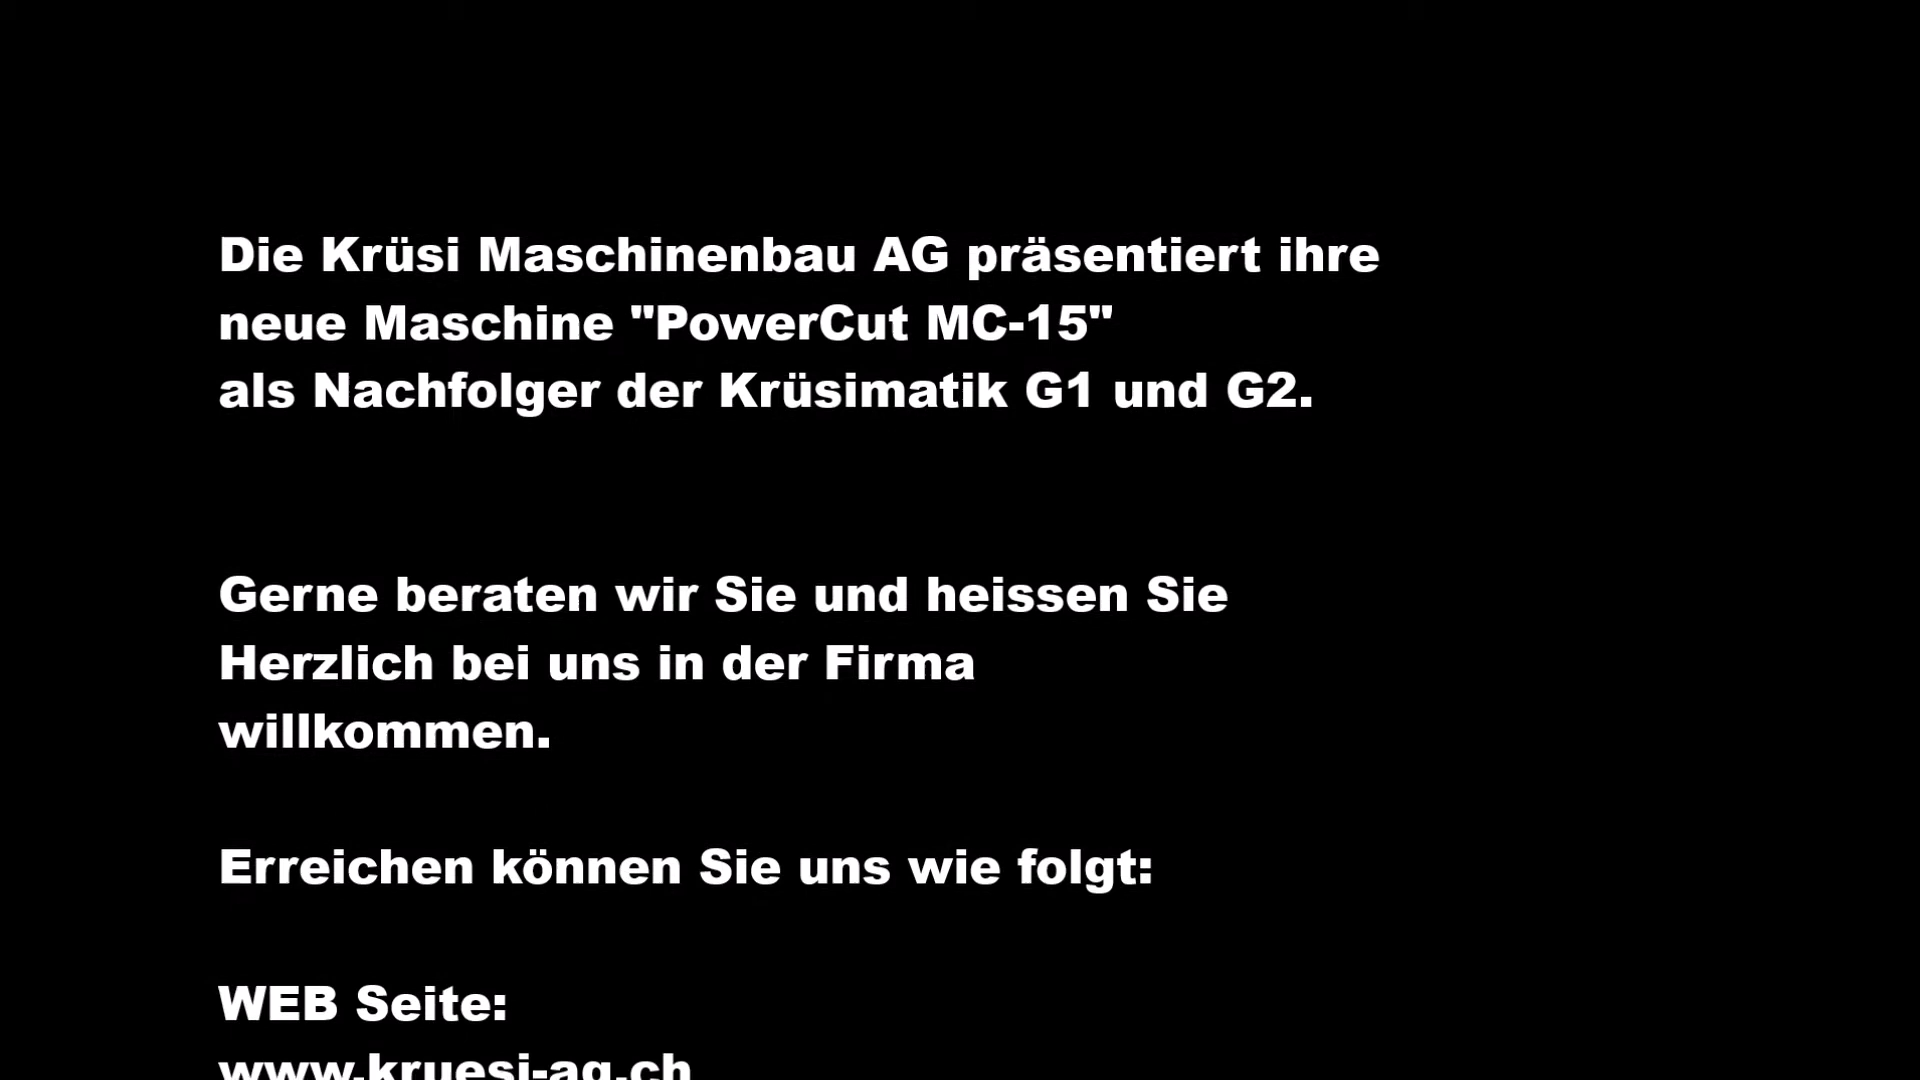 Die Krüsi Maschinenbau AG präsentiert ihre
neue Maschine "PowerCut MC-15"
als Nachfolger der Krüsimatik G1 und G2.
Gerne beraten wir Sie und heissen Sie
Herzlich bei uns in der Firma
willkommen.
Erreichen können Sie uns wie folgt:
WEB Seite:
www.kruesi-ag.ch